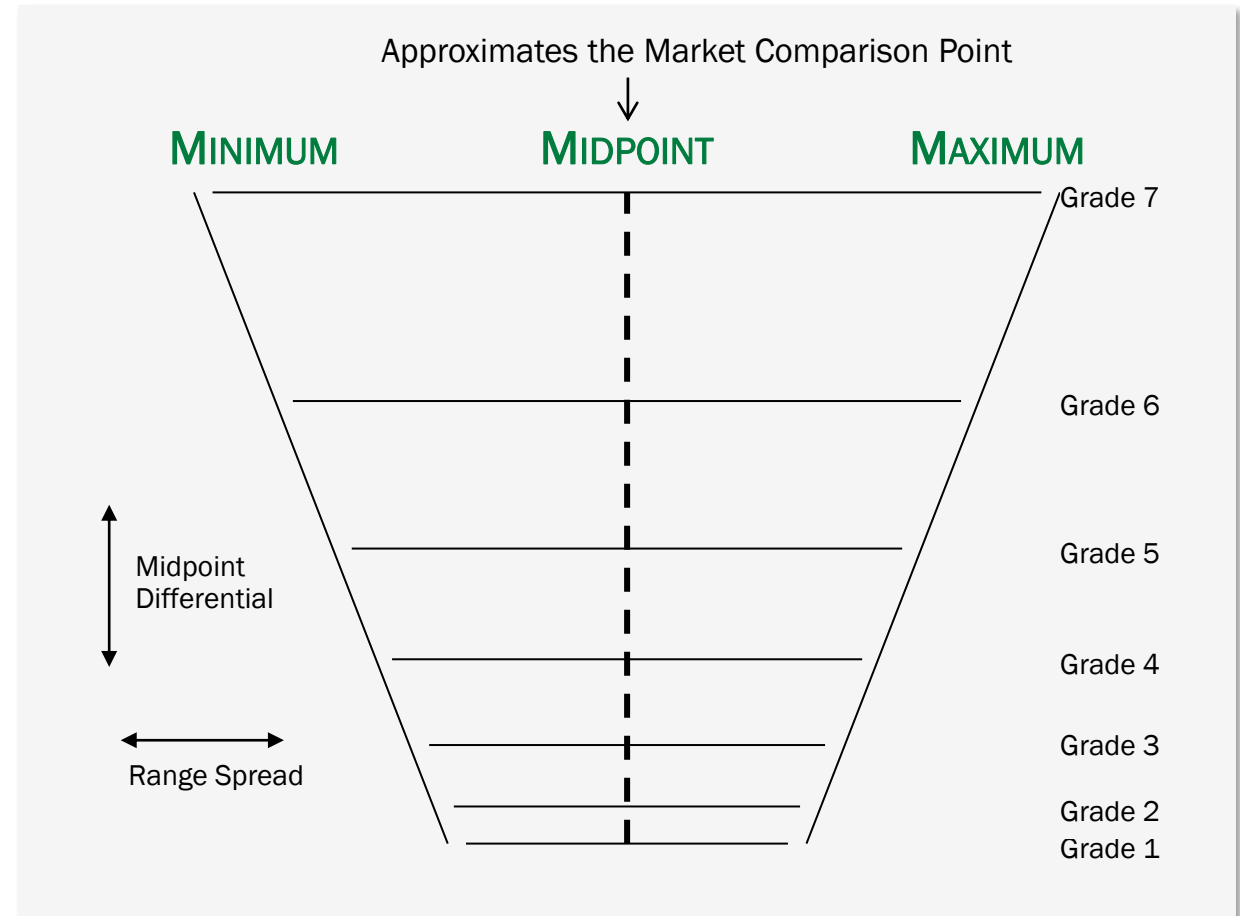 Approximates the Market Comparison Point
MINIMUM MIDPOINT MAXIMUM
Grade 7
Grade 6
Grade 5
Midpoint
Differential
Grade 4
Grade 3
Range Spread
Grade 2
Grade 1